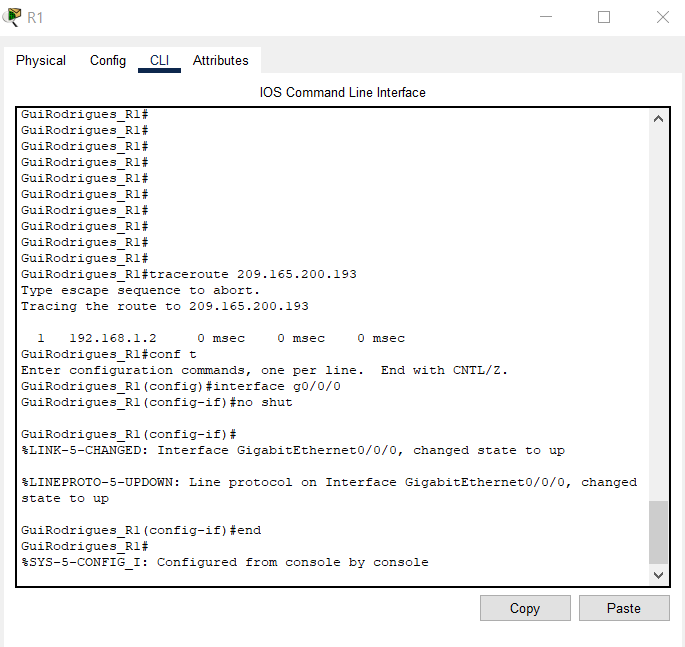 R1
Physical Config CLI Attributes
IOS Command Line Interface
GuiRodrigues_R1#
GuiRodrigues_R1#
GuiRodrigues_R1#
GuiRodrigues_R1#
GuiRodrigues_R1#
GuiRodrigues_R1#
GuiRodrigues_R1#
GuiRodrigues_R1#
GuiRodrigues_R1#
GuiRodrigues_R1#
GuiRodrigues_R1#traceroute 209.165.200.193
Type escape sequence to abort.
Tracing the route to 209.165.200.193
1 192.168.1.2 0 msec 0 msec 0 msec
GuiRodrigues_R1#conf t
Enter configuration commands, one per line. End with CNTL/Z.
GuiRodrigues_R1(config)#interface g0/0/0
GuiRodrigues_R1(config-if)#no shut
GuiRodrigues_R1(config-if)#
%LINK-5-CHANGED: Interface GigabitEthernet0/0/0, changed state to up
%LINEPROTO-5-UPDOWN: Line protocol on Interface GigabitEthernet0/0/0, changed
state to up
GuiRodrigues_R1(config-if)#end
GuiRodrigues_R1#
%SYS-5-CONFIG_I: Configured from console by console
Copy Paste